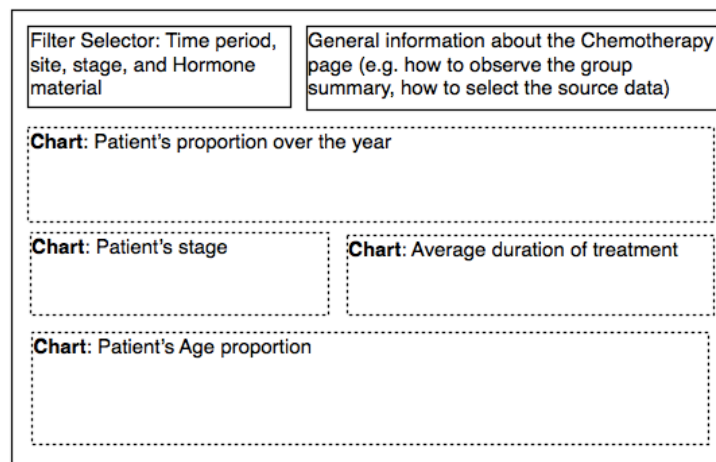 Filter Selector: Time period,
site, stage, and Hormone
material
General information about the Chemotherapy
page (e.g. how to observe the group
summary, how to select the source data)
Chart: Patient's proportion over the year
Chart: Patient's stage
Chart: Average duration of treatment
Chart: Patient's Age proportion